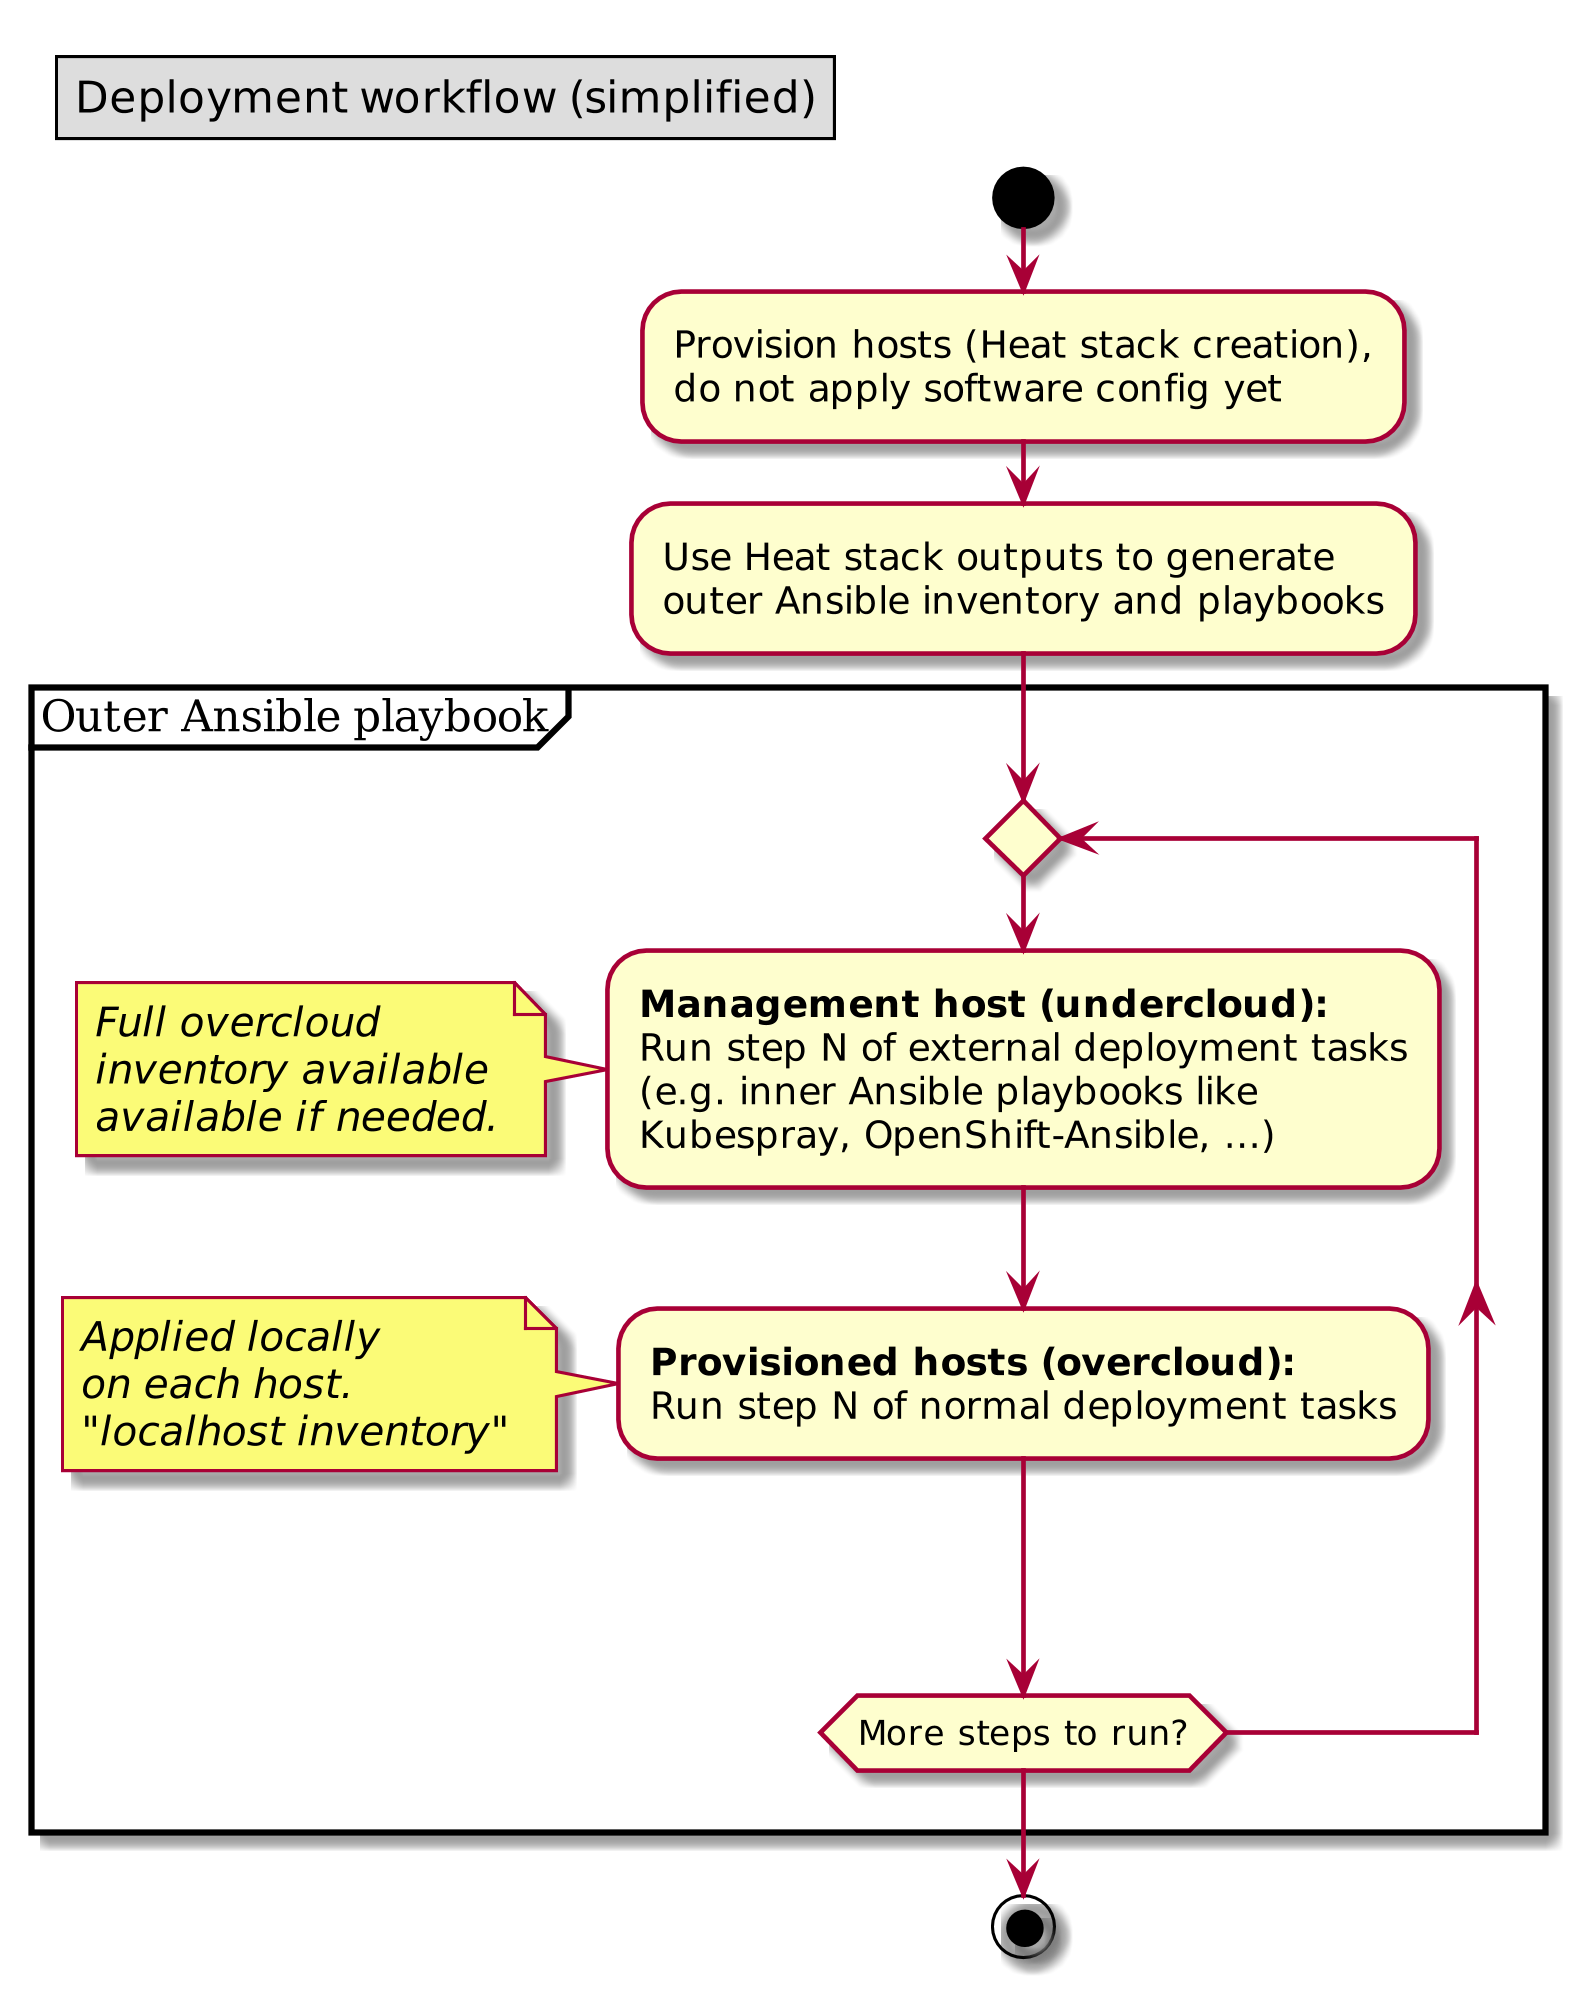 Deployment workflow (simplified)
Provision hosts (Heat stack creation),
do not apply software config yet
Use Heat stack outputs to generate
outer Ansible inventory and playbooks
Outer Ansible playbook
Full overcloud
inventory available
available if needed.
Management host (undercloud):
Run step N of external deployment tasks
(e.g. inner Ansible playbooks like
Kubespray, OpenShift-Ansible, ...)
Applied locally
on each host.
"localhost inventory"
Provisioned hosts (overcloud):
Run step N of normal deployment tasks
More steps to run?